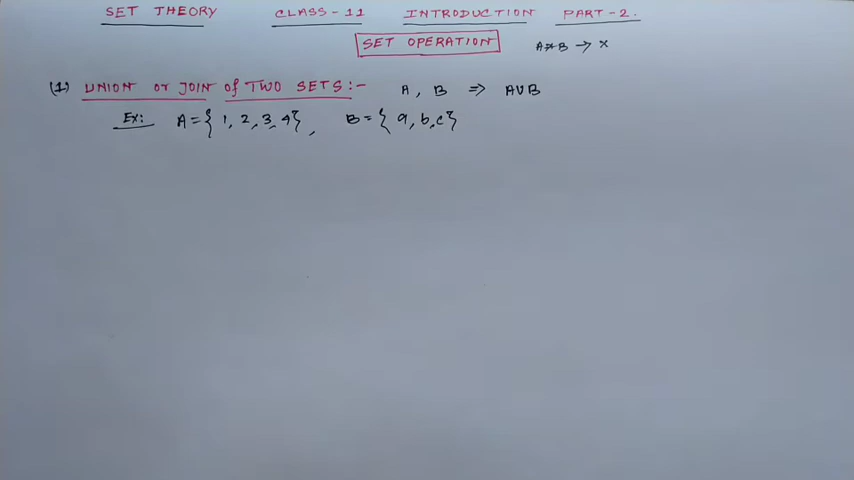 SET THEORY CLASS-11 INTRODUCTION PART-2.
SET OPERATION A*B → x
(1) UNION or JOIN of TWO SETS:- A, B ⇒ A∪B
Ex: A={1, 2, 3, 4}, B={a, b, c}